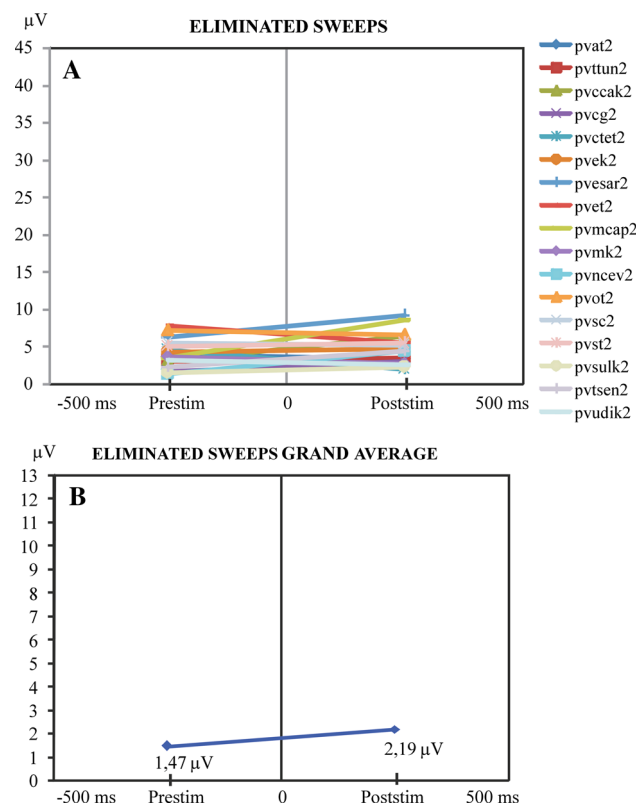 µV
ELIMINATED SWEEPS
45
40
35
30
25
20
15
10
5
0
A
-500 ms Prestim 0 Poststim 500 ms
pvat2
pvttun2
pvccak2
pvcg2
pvctet2
pvek2
pvesar2
pvet2
pvmcap2
pvmk2
pvncev2
pvot2
pvsc2
pvst2
pvsulk2
pvtsen2
pvudik2
µV
ELIMINATED SWEEPS GRAND AVERAGE
13
12
11
10
9
8
7
6
5
4
3
2
1
0
B
1,47 µV
2,19 µV
-500 ms Prestim 0 Poststim 500 ms